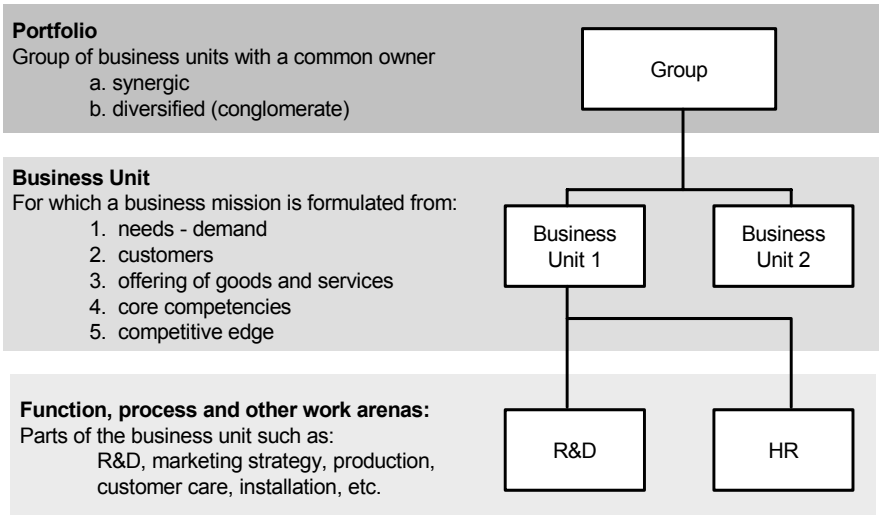 Portfolio
Group of business units with a common owner
a. synergic
b. diversified (conglomerate)
Group
Business Unit
For which a business mission is formulated from:
1. needs - demand
2. customers
3. offering of goods and services
4. core competencies
5. competitive edge
Business
Unit 1
Business
Unit 2
Function, process and other work arenas:
Parts of the business unit such as:
R&D, marketing strategy, production,
customer care, installation, etc.
R&D
HR